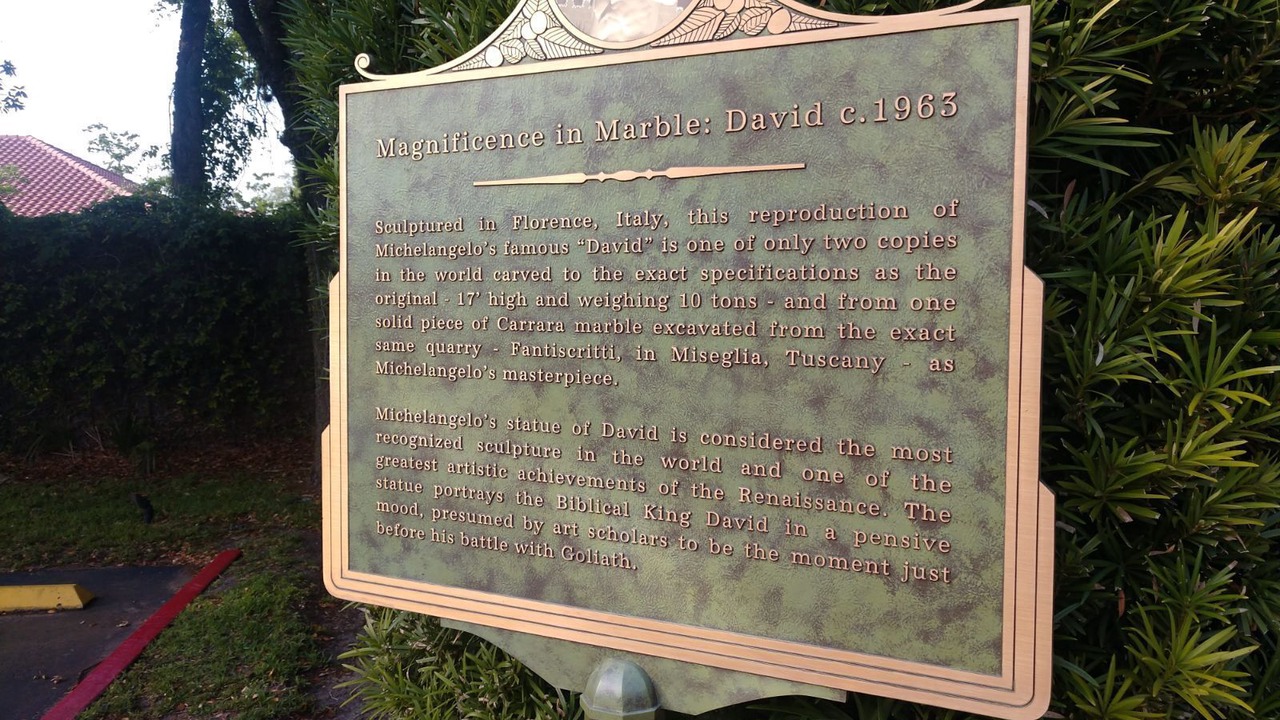 Magnificence in Marble: David c.1963
Sculptured in Florence, Italy, this reproduction of
Michelangelo's famous “David” is one of only two copies
in the world carved to the exact specifications as the
original - 17' high and weighing 10 tons - and from one
solid piece of Carrara marble excavated from the exact
same quarry - Fantiscritti, in Miseglia, Tuscany - as
Michelangelo's masterpiece.
Michelangelo's statue of David is considered the most
recognized sculpture in the world and one of the
greatest artistic achievements of the Renaissance. The
statue portrays the Biblical King David in a pensive
mood, presumed by art scholars to be the moment just
before his battle with Goliath.